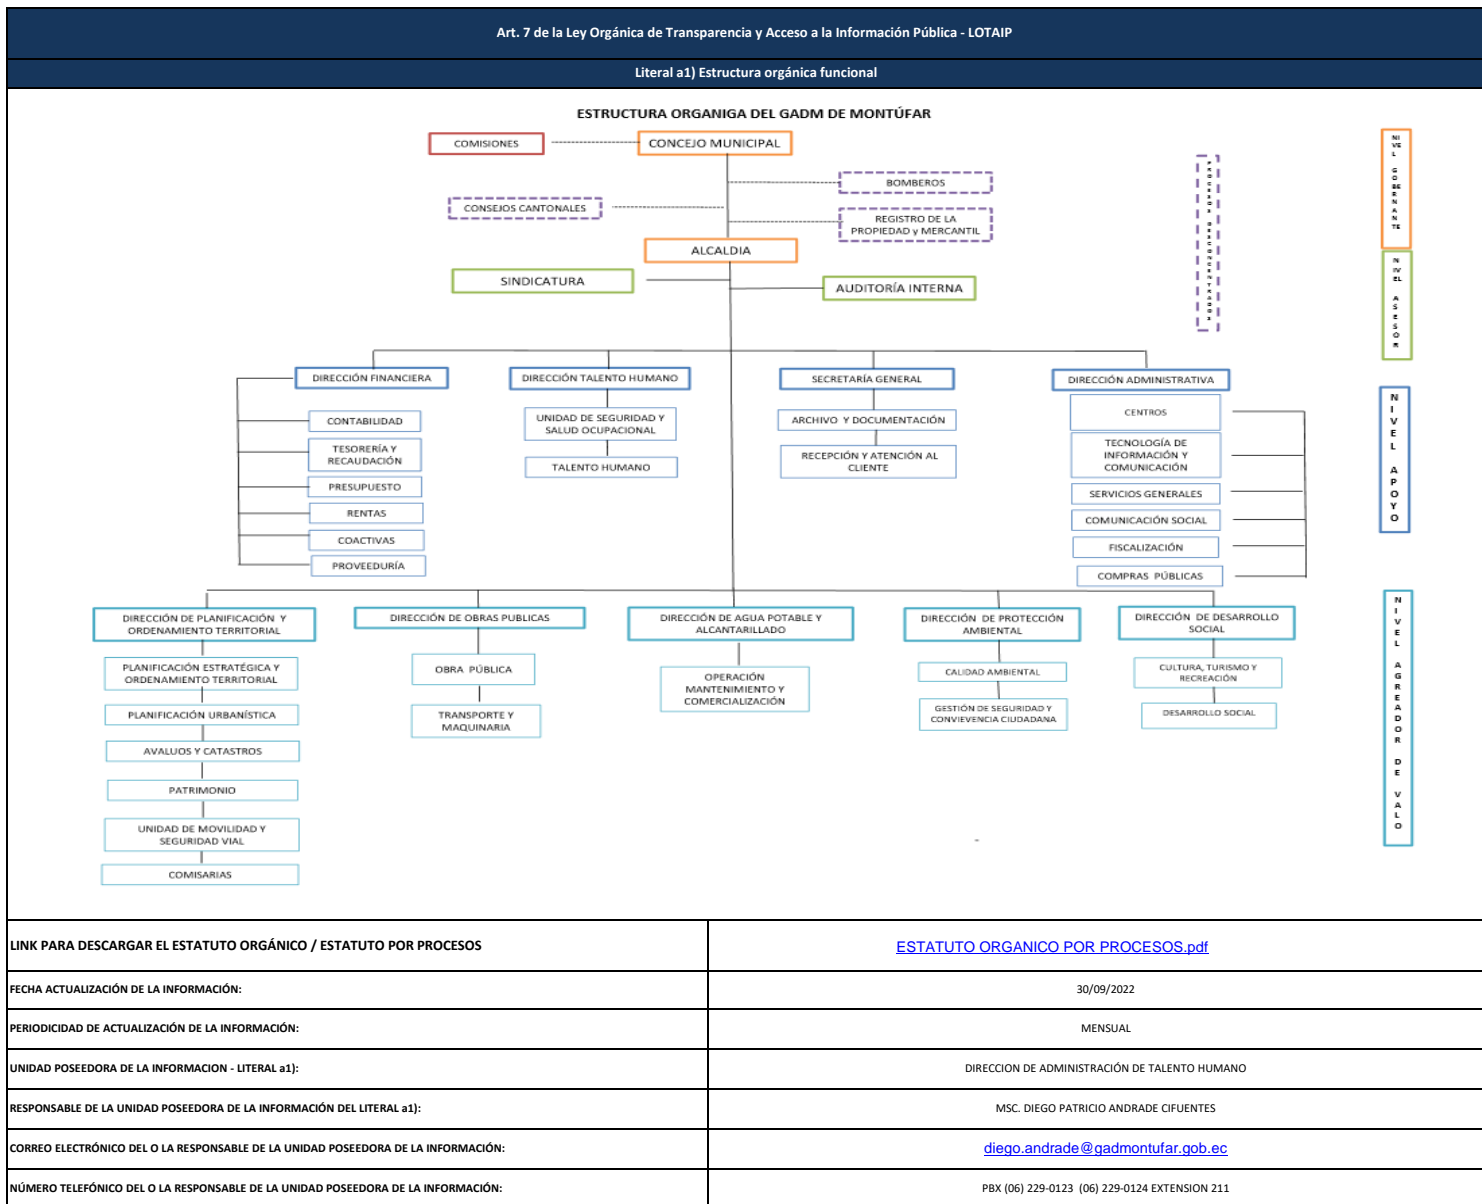 Art. 7 de la Ley Orgánica de Transparencia y Acceso a la Información Pública - LOTAIP
Literal a1) Estructura orgánica funcional
ESTRUCTURA ORGANIGA DEL GADM DE MONTÚFAR
COMISIONES
CONCEJO MUNICIPAL
BOMBEROS
CONSEJOS CANTONALES
REGISTRO DE LA
PROPIEDAD y MERCANTIL
ALCALDIA
SINDICATURA
AUDITORÍA INTERNA
PROCESOS DESCONCENTRADOS
NIVEL GOBERNANTE
NIVEL ASESOR
DIRECCIÓN FINANCIERA
DIRECCIÓN TALENTO HUMANO
SECRETARÍA GENERAL
DIRECCIÓN ADMINISTRATIVA
CONTABILIDAD
TESORERÍA Y
RECAUDACIÓN
PRESUPUESTO
RENTAS
COACTIVAS
PROVEEDURÍA
UNIDAD DE SEGURIDAD Y
SALUD OCUPACIONAL
TALENTO HUMANO
ARCHIVO Y DOCUMENTACIÓN
RECEPCIÓN Y ATENCIÓN AL
CLIENTE
CENTROS
TECNOLOGÍA DE
INFORMACIÓN Y
COMUNICACIÓN
SERVICIOS GENERALES
COMUNICACIÓN SOCIAL
FISCALIZACIÓN
COMPRAS PÚBLICAS
NIVEL APOYO
DIRECCIÓN DE PLANIFICACIÓN Y
ORDENAMIENTO TERRITORIAL
DIRECCIÓN DE OBRAS PUBLICAS
DIRECCIÓN DE AGUA POTABLE Y
ALCANTARILLADO
DIRECCIÓN DE PROTECCIÓN
AMBIENTAL
DIRECCIÓN DE DESARROLLO
SOCIAL
PLANIFICACIÓN ESTRATÉGICA Y
ORDENAMIENTO TERRITORIAL
PLANIFICACIÓN URBANÍSTICA
AVALUOS Y CATASTROS
PATRIMONIO
UNIDAD DE MOVILIDAD Y
SEGURIDAD VIAL
COMISARIAS
OBRA PÚBLICA
TRANSPORTE Y
MAQUINARIA
OPERACIÓN
MANTENIMIENTO Y
COMERCIALIZACIÓN
CALIDAD AMBIENTAL
GESTIÓN DE SEGURIDAD Y
CONVIEVENCIA CIUDADANA
CULTURA, TURISMO Y
RECREACIÓN
DESARROLLO SOCIAL
NIVEL AGREADOR DE VALO
LINK PARA DESCARGAR EL ESTATUTO ORGÁNICO / ESTATUTO POR PROCESOS
ESTATUTO ORGANICO POR PROCESOS.pdf
FECHA ACTUALIZACIÓN DE LA INFORMACIÓN:
30/09/2022
PERIODICIDAD DE ACTUALIZACIÓN DE LA INFORMACIÓN:
MENSUAL
UNIDAD POSEEDORA DE LA INFORMACION - LITERAL a1):
DIRECCION DE ADMINISTRACIÓN DE TALENTO HUMANO
RESPONSABLE DE LA UNIDAD POSEEDORA DE LA INFORMACIÓN DEL LITERAL a1):
MSC. DIEGO PATRICIO ANDRADE CIFUENTES
CORREO ELECTRÓNICO DEL O LA RESPONSABLE DE LA UNIDAD POSEEDORA DE LA INFORMACIÓN:
diego.andrade@gadmontufar.gob.ec
NÚMERO TELEFÓNICO DEL O LA RESPONSABLE DE LA UNIDAD POSEEDORA DE LA INFORMACIÓN:
PBX (06) 229-0123 (06) 229-0124 EXTENSION 211